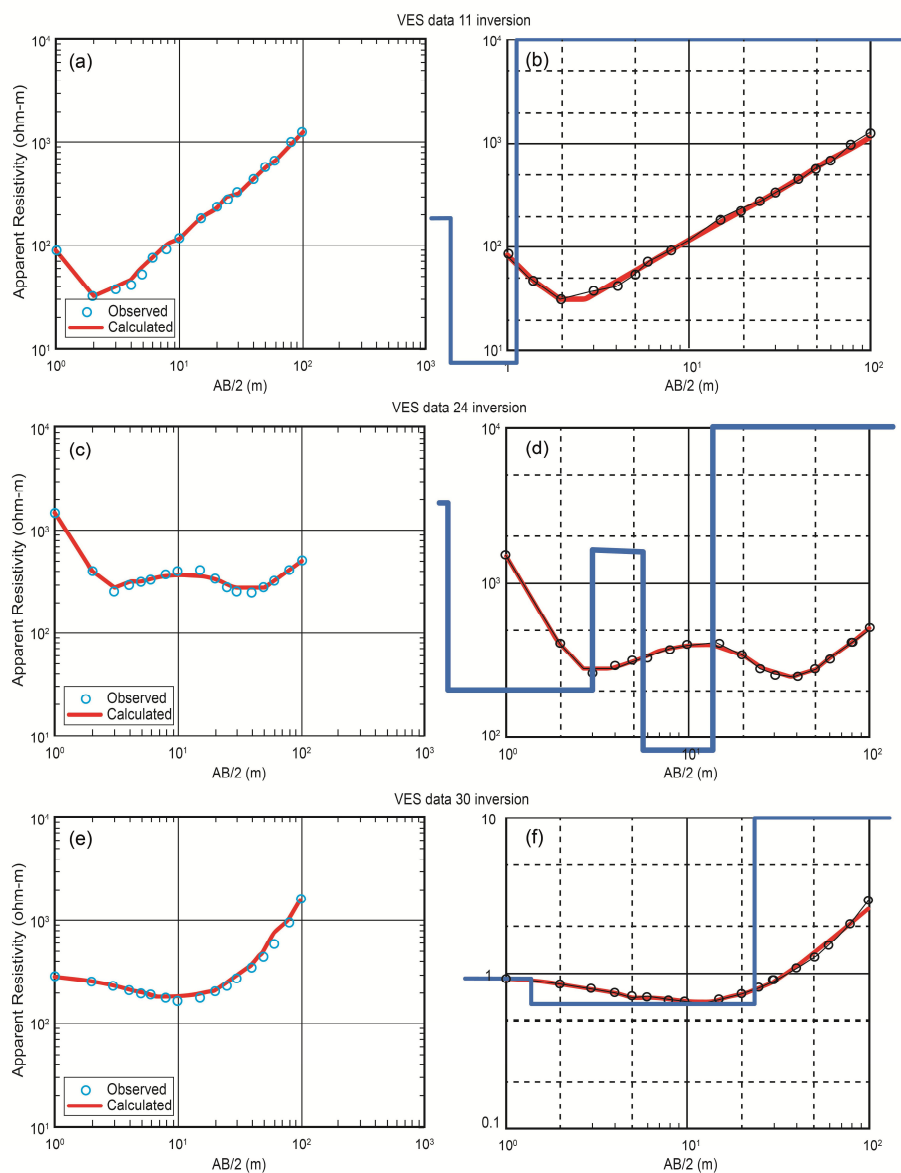 VES data 11 inversion
(a)
Apparent Resistivity (ohm-m)
10⁴
10³
10²
10¹
Observed
Calculated
10⁰ 10¹ 10² 10³
AB/2 (m)
(b)
10⁴
10³
10²
10¹
1 10¹ 10²
AB/2 (m)
VES data 24 inversion
(c)
Apparent Resistivity (ohm-m)
10⁴
10³
10²
10¹
Observed
Calculated
10⁰ 10¹ 10² 10³
AB/2 (m)
(d)
10⁴
10³
10²
10⁰ 10¹ 10²
AB/2 (m)
VES data 30 inversion
(e)
Apparent Resistivity (ohm-m)
10⁴
10³
10²
10¹
Observed
Calculated
10⁰ 10¹ 10² 10³
AB/2 (m)
(f)
10
1
0.1
10⁰ 10¹ 10²
AB/2 (m)